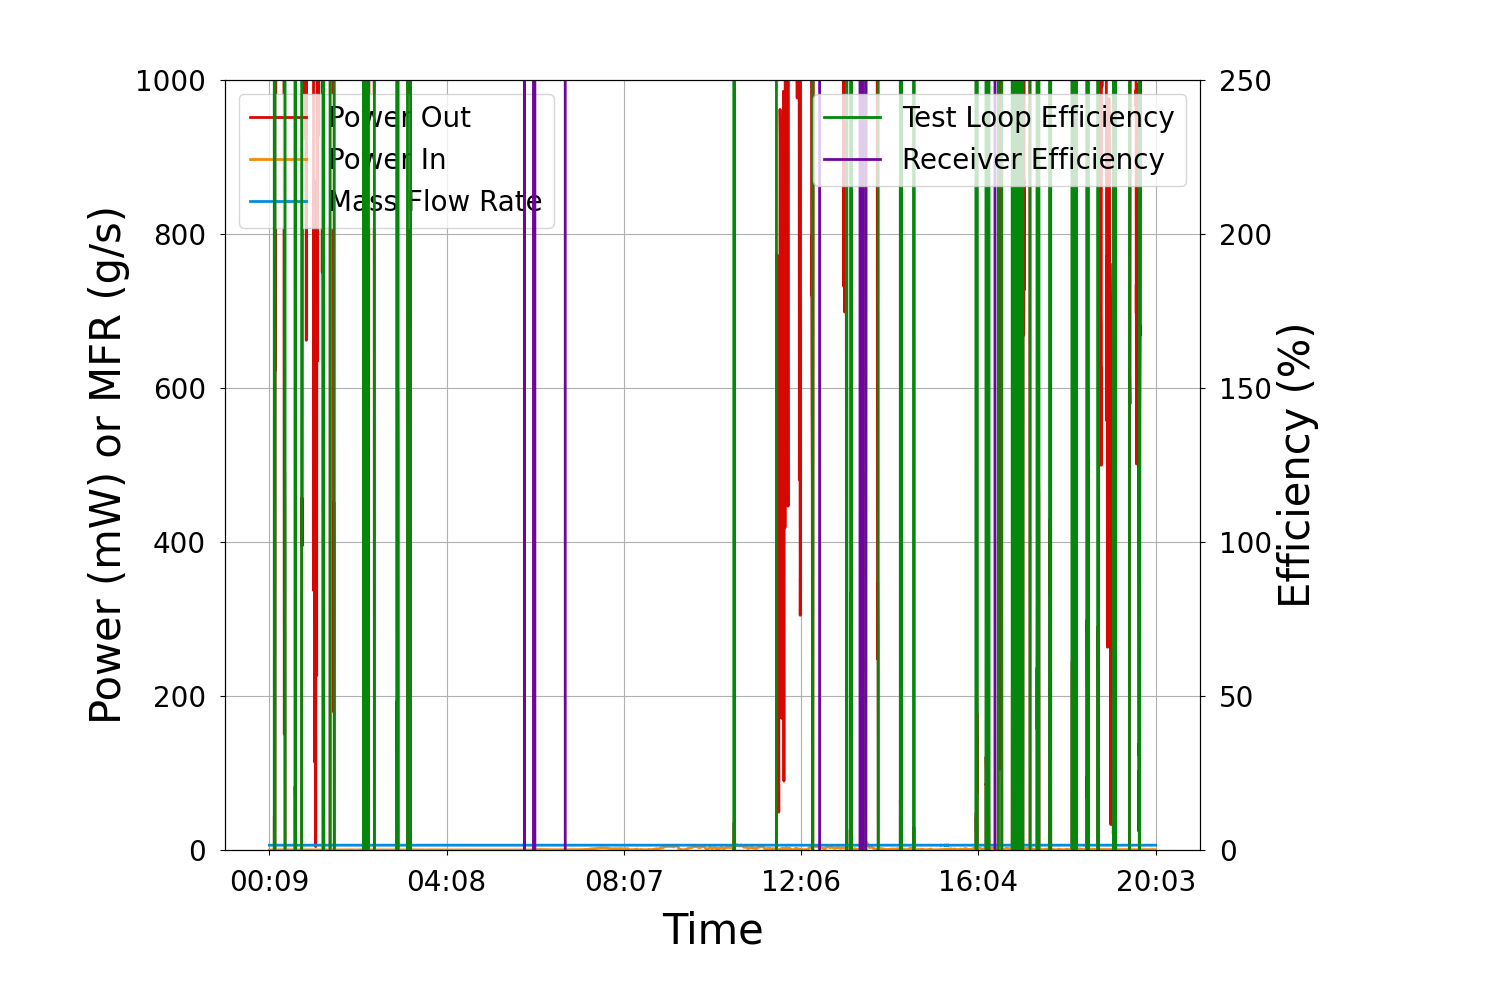 1000
800
600
400
200
0
Power (mW) or MFR (g/s)
Power Out
Power In
Mass Flow Rate
Test Loop Efficiency
Receiver Efficiency
250
200
150
100
50
0
Efficiency (%)
00:09 04:08 08:07 12:06 16:04 20:03
Time